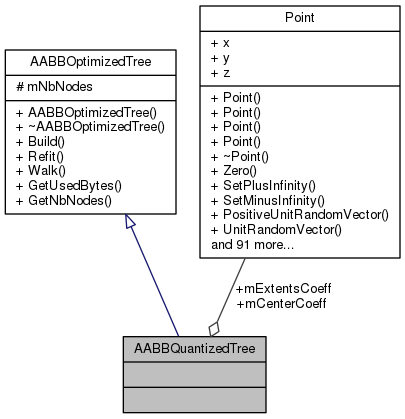 AABBOptimizedTree
# mNbNodes
+ AABBOptimizedTree()
+ ~AABBOptimizedTree()
+ Build()
+ Refit()
+ Walk()
+ GetUsedBytes()
+ GetNbNodes()
Point
+ x
+ y
+ z
+ Point()
+ Point()
+ Point()
+ Point()
+ ~Point()
+ Zero()
+ SetPlusInfinity()
+ SetMinusInfinity()
+ PositiveUnitRandomVector()
+ UnitRandomVector()
and 91 more...
+mExtentsCoeff
+mCenterCoeff
AABBQuantizedTree